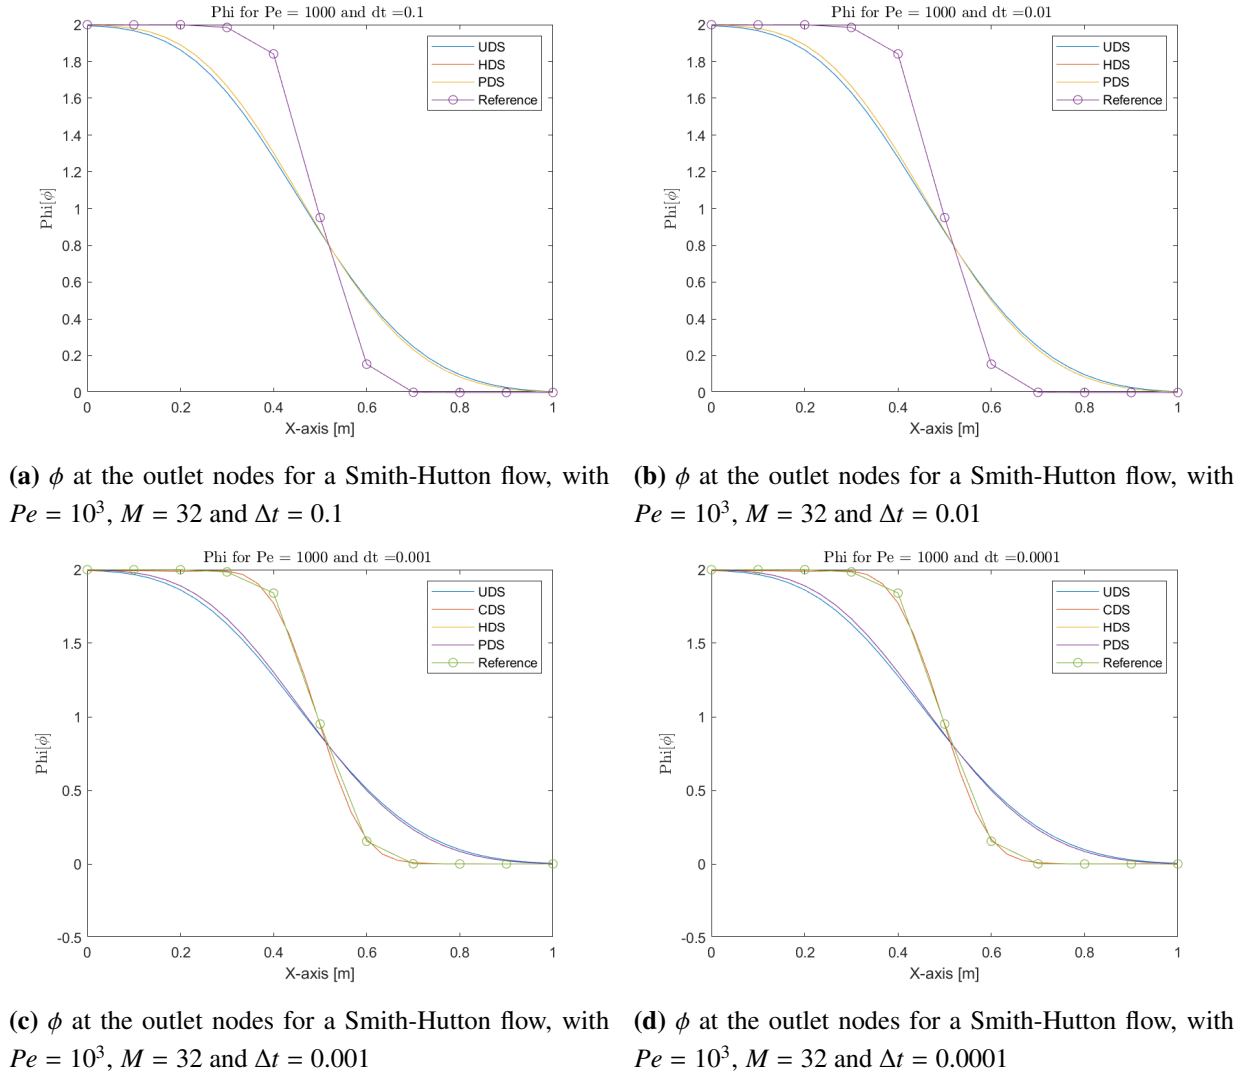 Phi for Pe = 1000 and dt =0.1
2
1.8
1.6
1.4
1.2
1
0.8
0.6
0.4
0.2
0
Phi[ϕ]
UDS
HDS
PDS
Reference
0 0.2 0.4 0.6 0.8 1
X-axis [m]
(a) ϕ at the outlet nodes for a Smith-Hutton flow, with
Pe = 10³, M = 32 and Δt = 0.1
Phi for Pe = 1000 and dt =0.01
2
1.8
1.6
1.4
1.2
1
0.8
0.6
0.4
0.2
0
Phi[ϕ]
UDS
HDS
PDS
Reference
0 0.2 0.4 0.6 0.8 1
X-axis [m]
(b) ϕ at the outlet nodes for a Smith-Hutton flow, with
Pe = 10³, M = 32 and Δt = 0.01
Phi for Pe = 1000 and dt =0.001
2
1.5
1
0.5
0
-0.5
Phi[ϕ]
UDS
CDS
HDS
PDS
Reference
0 0.2 0.4 0.6 0.8 1
X-axis [m]
(c) ϕ at the outlet nodes for a Smith-Hutton flow, with
Pe = 10³, M = 32 and Δt = 0.001
Phi for Pe = 1000 and dt =0.0001
2
1.5
1
0.5
0
-0.5
Phi[ϕ]
UDS
CDS
HDS
PDS
Reference
0 0.2 0.4 0.6 0.8 1
X-axis [m]
(d) ϕ at the outlet nodes for a Smith-Hutton flow, with
Pe = 10³, M = 32 and Δt = 0.0001